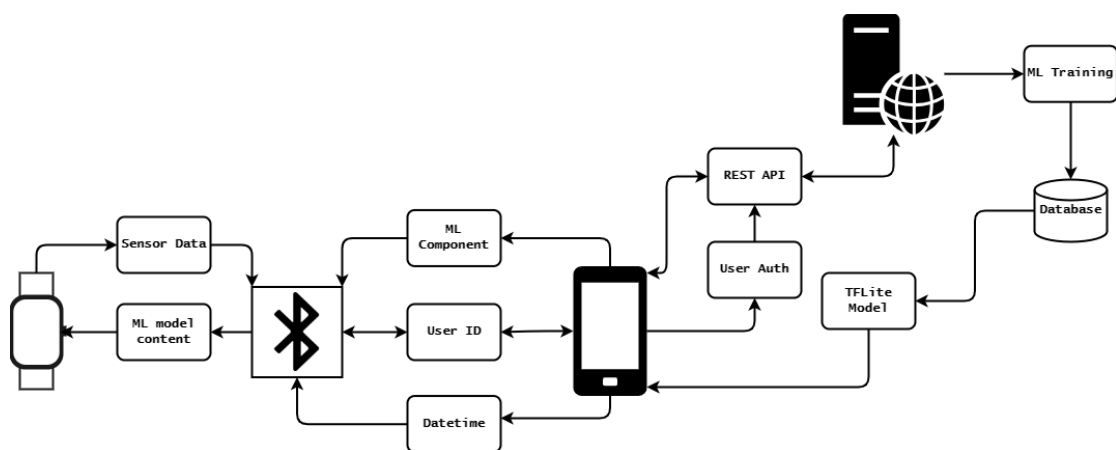 ML Training
REST API
Database
Sensor Data
ML
Component
User Auth
TFLite
Model
ML model
content
User ID
Datetime